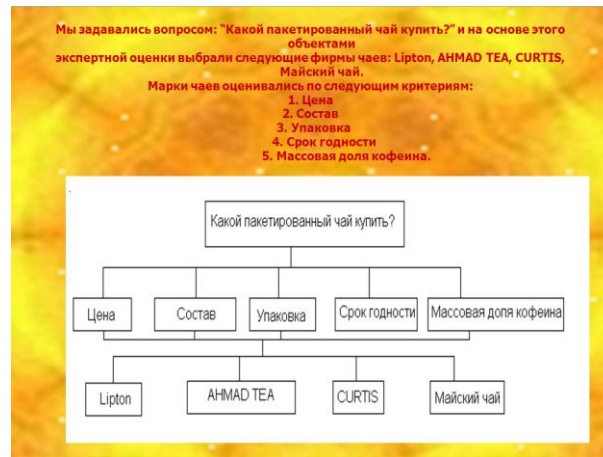 Мы задавались вопросом: "Какой пакетированный чай купить?" и на основе этого
объектами
экспертной оценки выбрали следующие фирмы чаев: Lipton, AHMAD TEA, CURTIS,
Майский чай.
Марки чаев оценивались по следующим критериям:
1. Цена
2. Состав
3. Упаковка
4. Срок годности
5. Массовая доля кофеина.
Какой пакетированный чай купить?
Цена
Состав
Упаковка
Срок годности
Массовая доля кофеина
Lipton
AHMAD TEA
CURTIS
Майский чай